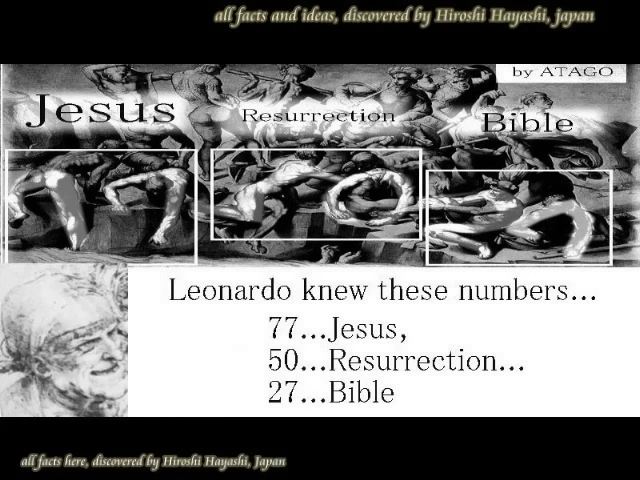 all facts and ideas, discovered by Hiroshi Hayashi, japan
by ATAGO
Jesus
Resurrection
Bible
Leonardo knew these numbers...
77...Jesus,
50...Resurrection...
27...Bible
all facts here, discovered by Hiroshi Hayashi, Japan